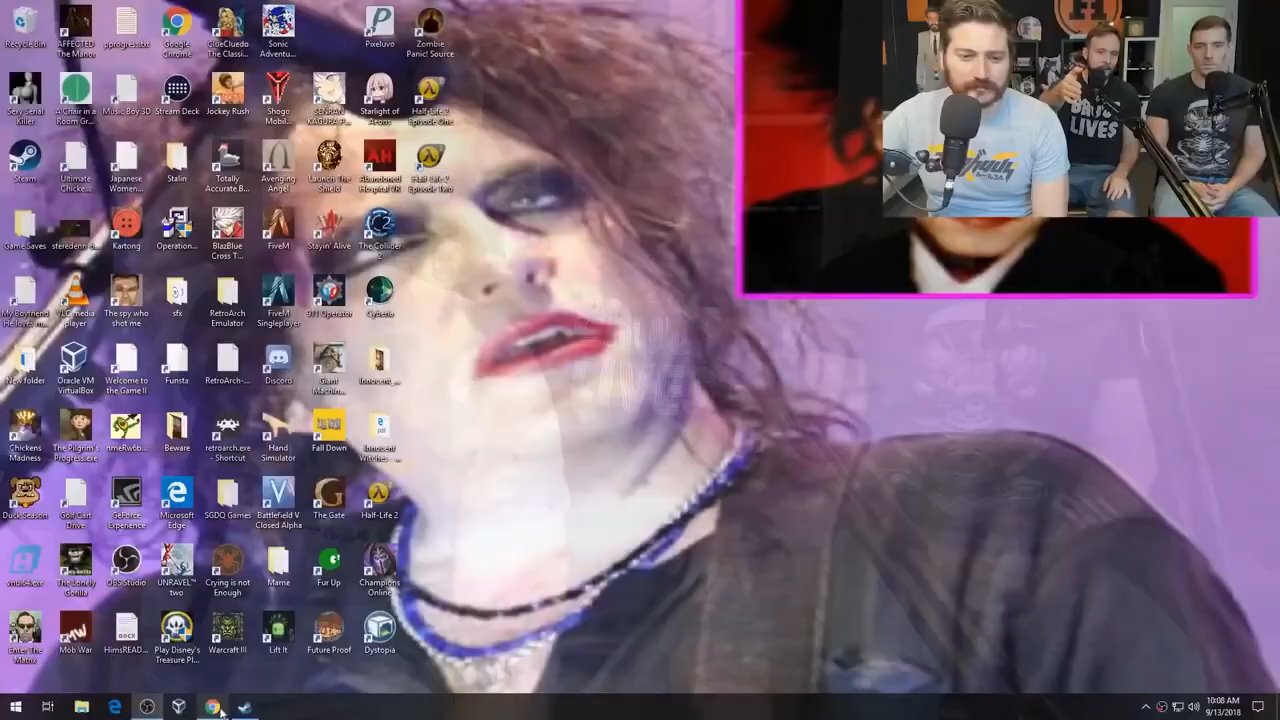 Recycle Bin
AFFECTED
The Manor
pprogress.txt
Google
Chrome
ClueCluedo
The Classi...
Sonic
Adventu...
Pixeluvo
Zombie
Panic! Source
Sexy Serial
Killer
A Chair in a
Room Gr...
Music Boy 3D
Stream Deck
Jockey Rush
Shogo
Mobil...
SENRAN
KAGURA P...
Starlight of
Aeons
Half-Life 2
Episode One
Steam
Ultimate
Chicke...
Japanese
Women...
Stalin
Totally
Accurate B...
Avenging
Angel
Launch The
Shield
Abandoned
Hospital VR
Half-Life 2
Episode Two
Game Saves
Kartong
Operation...
BlazBlue
Cross T...
FiveM
Stayin' Alive
The Collider
2
My Boyfriend
He loves m...
VLC media
player
The spy who
shot me
sfx
RetroArch
Emulator
FiveM
Singleplayer
911 Operator
Cyberia
New folder
Oracle VM
VirtualBox
Welcome to
the Game II
Funsta
RetroArch-...
Discord
Giant
Machin...
Innocent_...
Chickens
Madness
The Pilgrim's
Progress.exe
Beware
retroarch.exe
- Shortcut
Hand
Simulator
Fall Down
Innocent
Witches - ...
Duck Season
Golf Cart
Drive
GeForce
Experience
Microsoft
Edge
SGDQ Games
Battlefield V
Closed Alpha
The Gate
Half-Life 2
The Lonely
Gorilla
OBS Studio
UNRAVEL™
two
Crying is not
Enough
Mame
Fur Up
Champions
Online
Enter The
Matrix
Mob War
HimsREAD...
Play Disney's
Treasure Pl...
Warcraft III
Lift It
Future Proof
Dystopia
LIVES
10:08 AM
9/13/2018